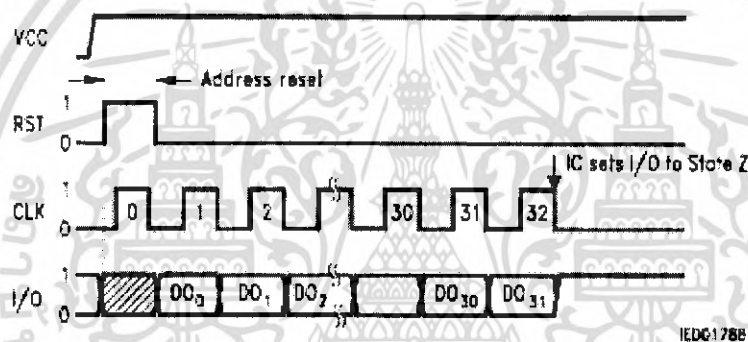 VCC
Address reset
1
RST
0
IC sets I/O to State Z
1
CLK 0 1 2 30 31 32
0
1
I/O DO0 DO1 DO2 DO30 DO31
0
IED01788